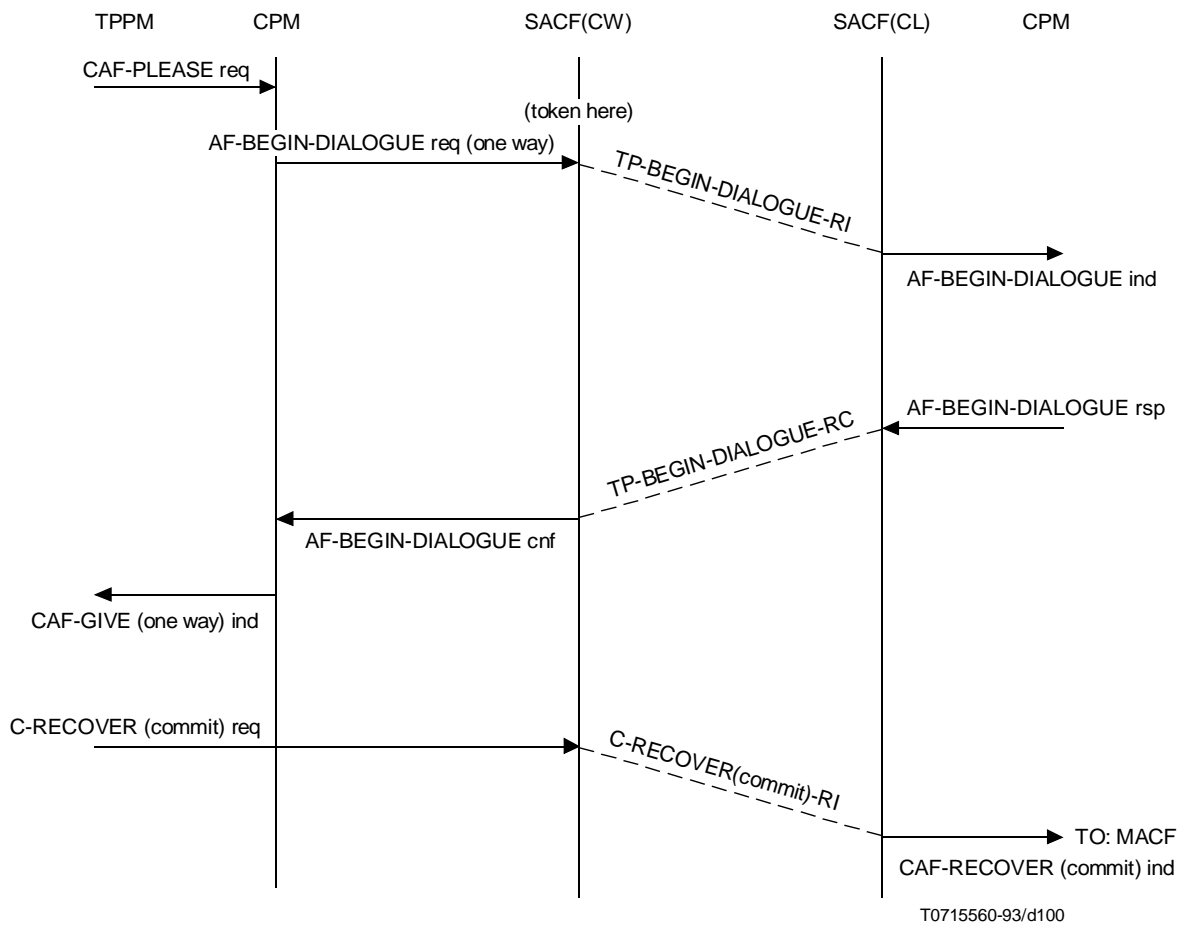 TPPM CPM SACF(CW) SACF(CL) CPM
CAF-PLEASE req
(token here)
AF-BEGIN-DIALOGUE req (one way)
TP-BEGIN-DIALOGUE-RI
AF-BEGIN-DIALOGUE ind
AF-BEGIN-DIALOGUE rsp
TP-BEGIN-DIALOGUE-RC
AF-BEGIN-DIALOGUE cnf
CAF-GIVE (one way) ind
C-RECOVER (commit) req
C-RECOVER(commit)-RI
TO: MACF
CAF-RECOVER (commit) ind
T0715560-93/d100